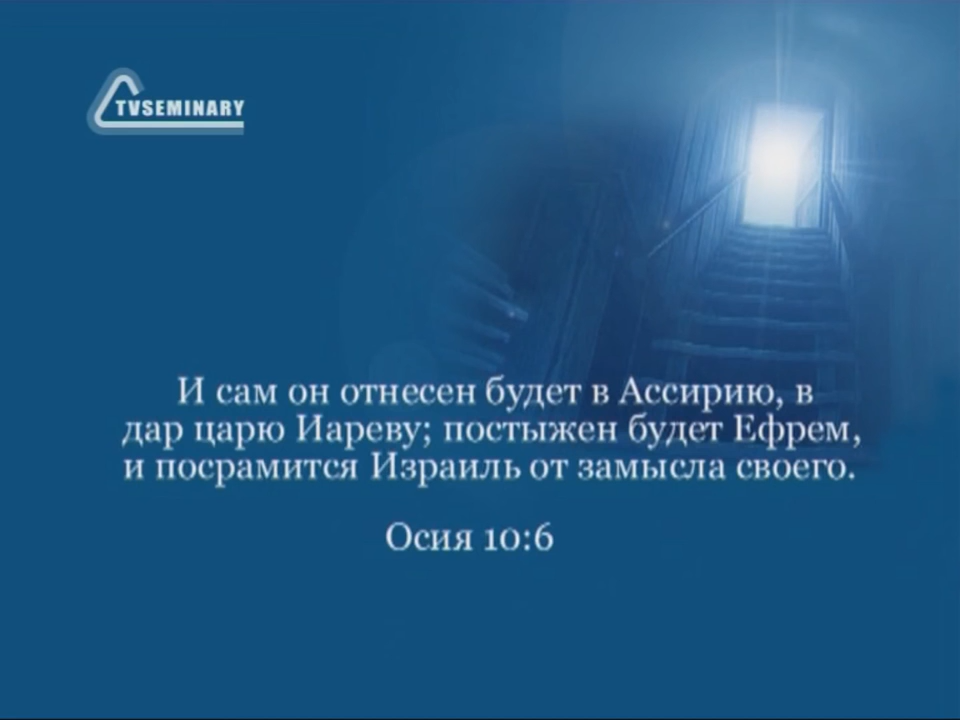 TVSEMINARY
И сам он отнесен будет в Ассирию, в
дар царю Иареву; постыжен будет Ефрем,
и посрамится Израиль от замысла своего.
Осия 10:6